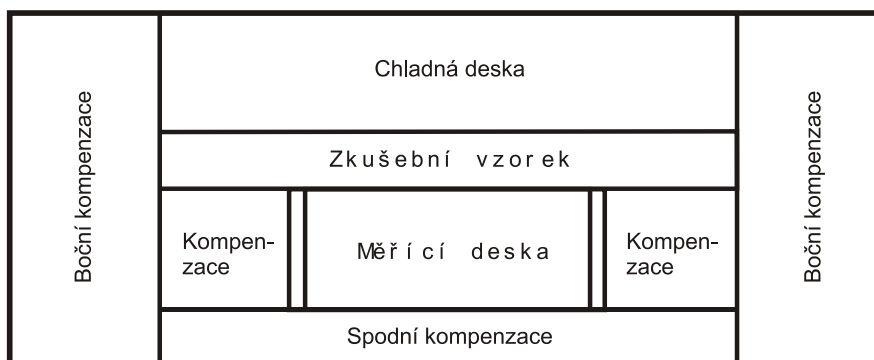 Chladná deska
Boční kompenzace
Zkušební vzorek
Boční kompenzace
Kompen-
zace
Měřící deska
Kompen-
zace
Spodní kompenzace